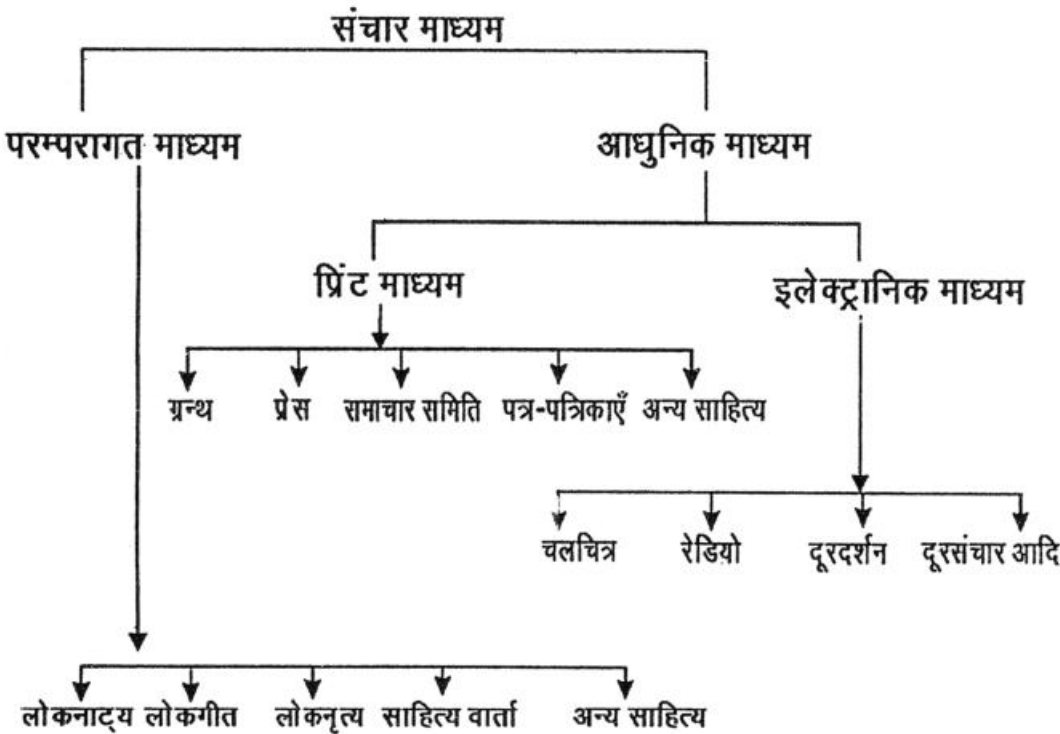 संचार माध्यम
परम्परागत माध्यम आधुनिक माध्यम
प्रिंट माध्यम इलेक्ट्रानिक माध्यम
ग्रन्थ प्रेस समाचार समिति पत्र-पत्रिकाएँ अन्य साहित्य
चलचित्र रेडियो दूरदर्शन दूरसंचार आदि
लोकनाट्य लोकगीत लोकनृत्य साहित्य वार्ता अन्य साहित्य